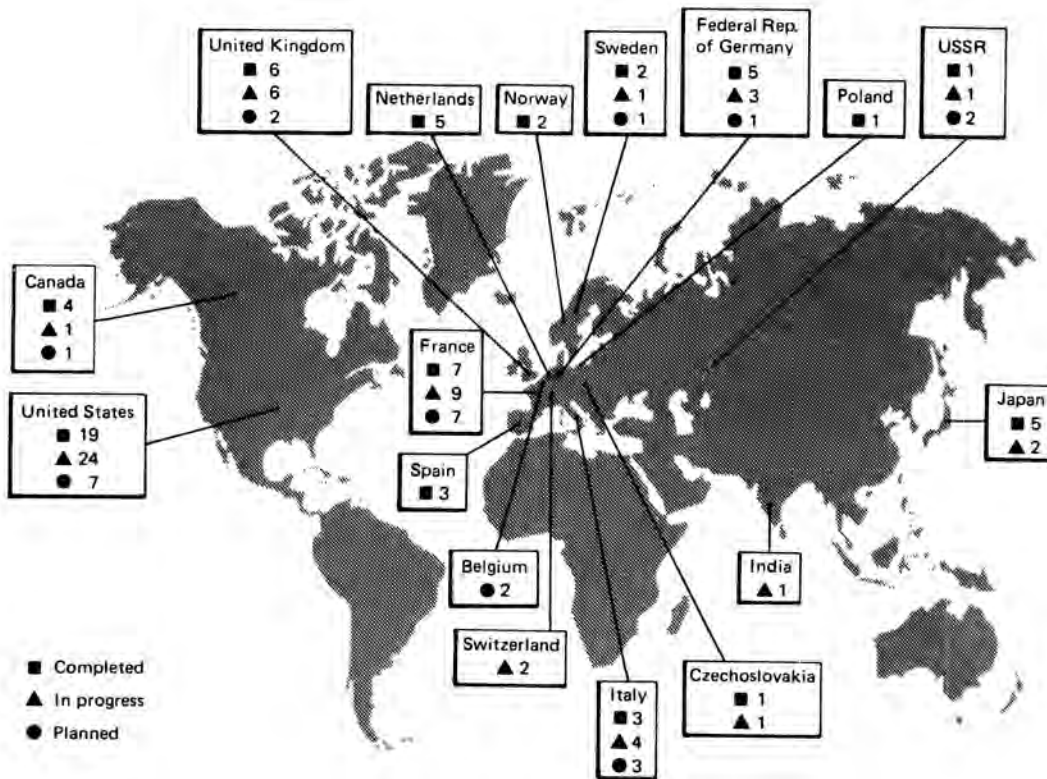 United Kingdom
■ 6
▲ 6
● 2
Netherlands
■ 5
Norway
■ 2
Sweden
■ 2
▲ 1
● 1
Federal Rep.
of Germany
■ 5
▲ 3
● 1
Poland
■ 1
USSR
■ 1
▲ 1
● 2
Canada
■ 4
▲ 1
● 1
United States
■ 19
▲ 24
● 7
France
■ 7
▲ 9
● 7
Spain
■ 3
Japan
■ 5
▲ 2
Belgium
● 2
India
▲ 1
Switzerland
▲ 2
Italy
■ 3
▲ 4
● 3
Czechoslovakia
■ 1
▲ 1
■ Completed
▲ In progress
● Planned